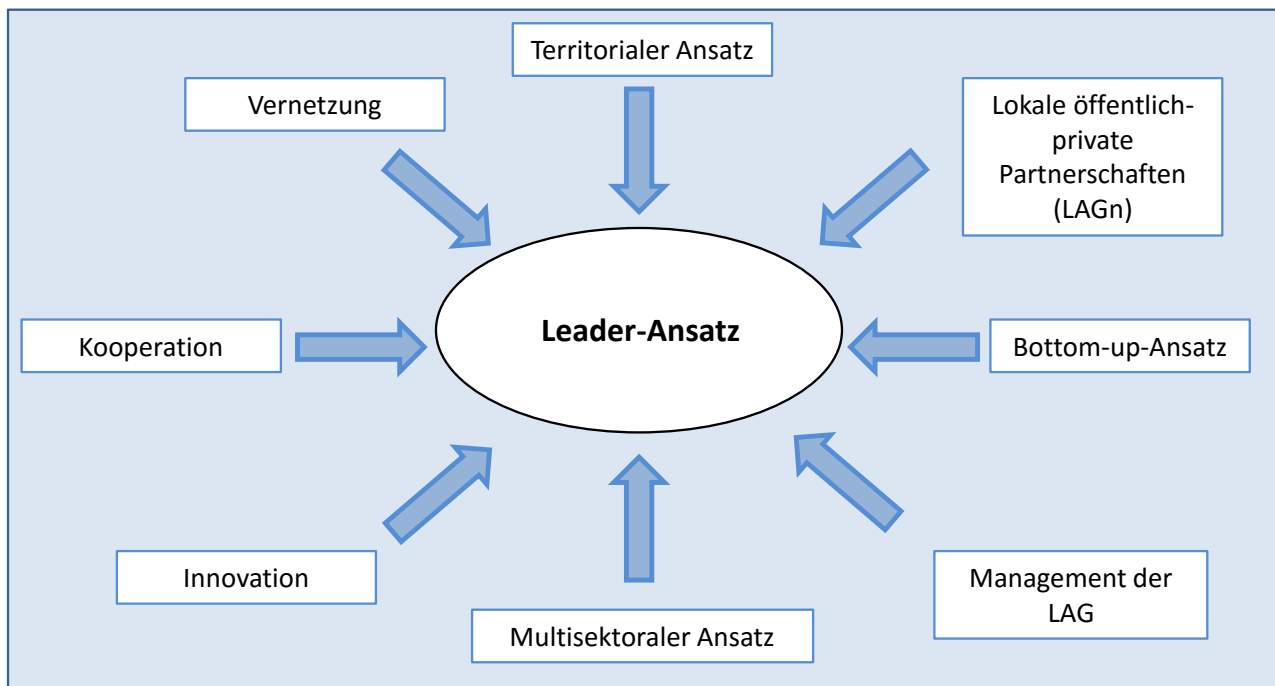 Territorialer Ansatz
Vernetzung
Lokale öffentlich-
private
Partnerschaften
(LAGn)
Leader-Ansatz
Kooperation
Bottom-up-Ansatz
Innovation
Management der
LAG
Multisektoraler Ansatz